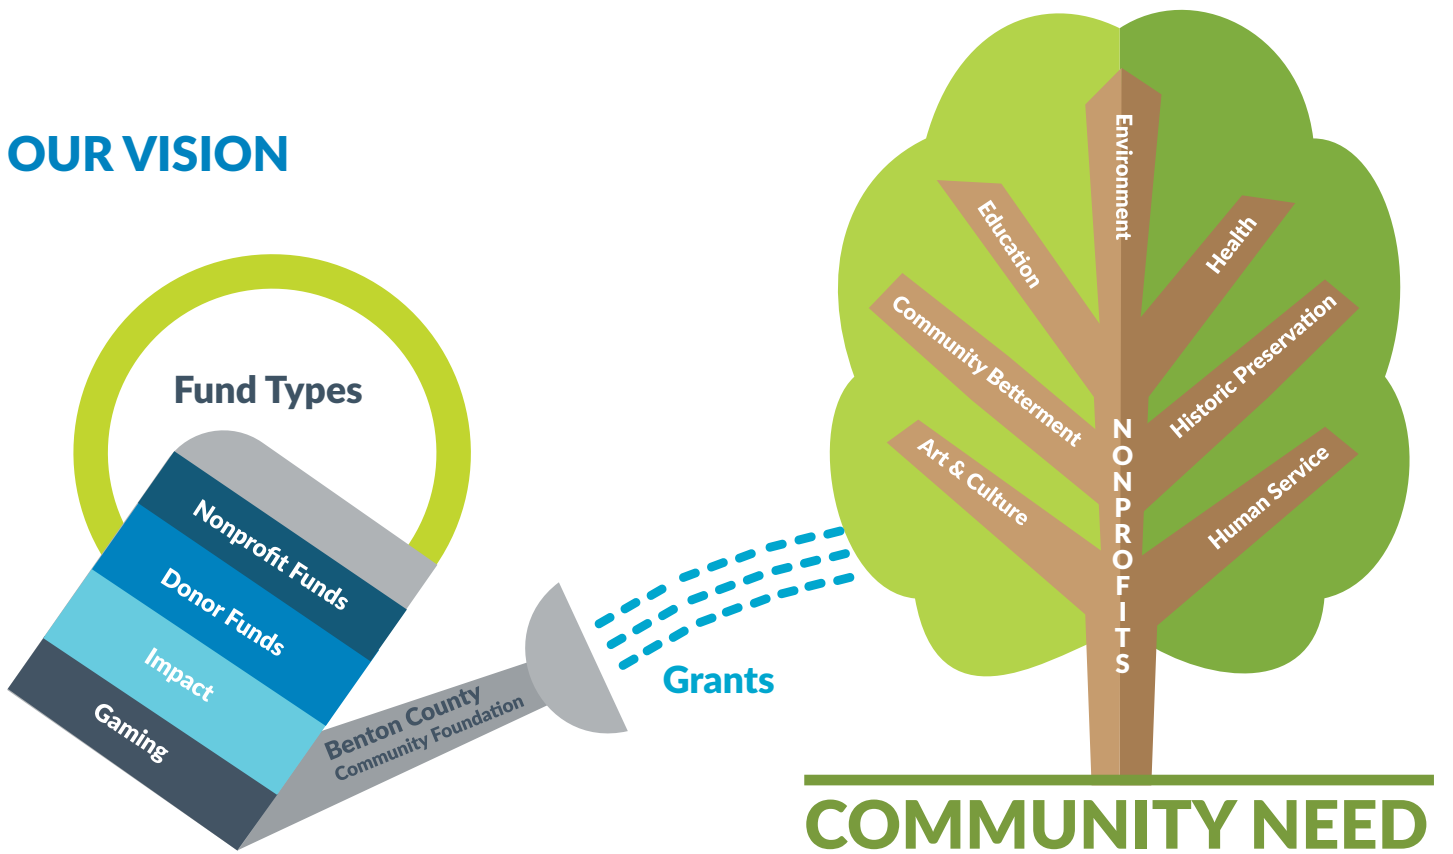 OUR VISION
Fund Types
Nonprofit Funds
Donor Funds
Impact
Gaming
Benton County
Community Foundation
Grants
Environment
Education
Health
Community Betterment
Historic Preservation
Art & Culture
Human Service
NONPROFITS
COMMUNITY NEED